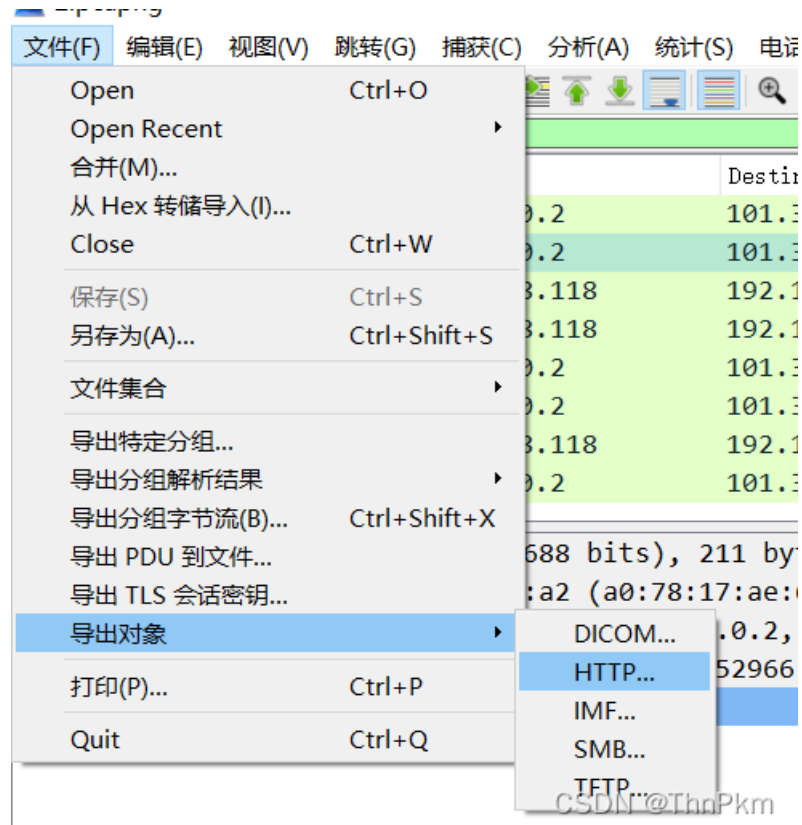 文件(F) 编辑(E) 视图(V) 跳转(G) 捕获(C) 分析(A) 统计(S) 电话
Open Ctrl+O
Open Recent
合并(M)...
从 Hex 转储导入(I)...
Close Ctrl+W
保存(S) Ctrl+S
另存为(A)... Ctrl+Shift+S
文件集合
导出特定分组...
导出分组解析结果
导出分组字节流(B)... Ctrl+Shift+X
导出 PDU 到文件...
导出 TLS 会话密钥...
导出对象
打印(P)...  Ctrl+P
Quit Ctrl+Q
DICOM...
HTTP...
IMF...
SMB...
TFTP...
Destin
0.2 101.3
0.2 101.3
3.118 192.1
3.118 192.1
0.2 101.3
0.2 101.3
3.118 192.1
0.2 101.3
688 bits), 211 by
:a2 (a0:78:17:ae:
.0.2,
52966
CSDN @ThnPkm